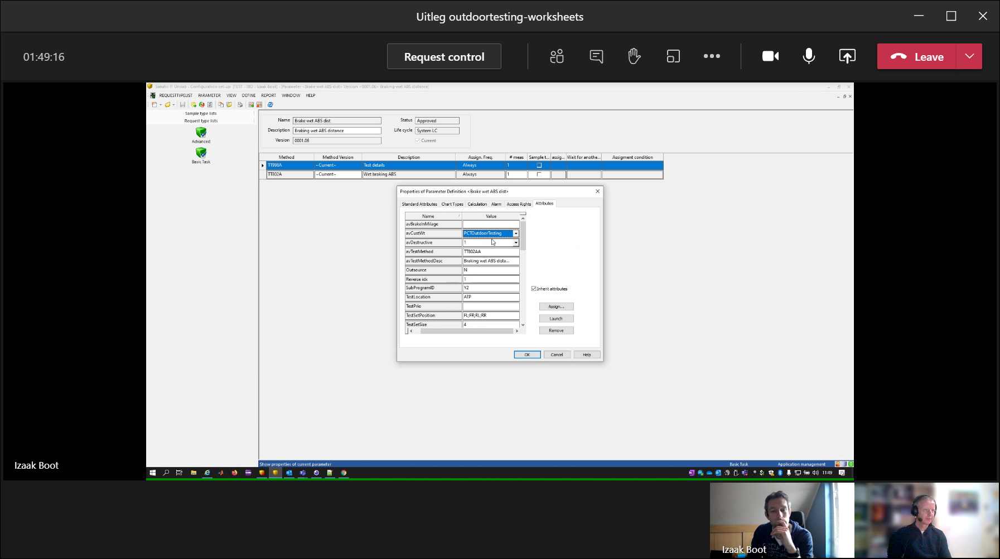 Uitleg outdoortesting-worksheets
01:49:16
Request control
Leave
Simatic IT Unilab - Configuration set-up [TEST - IBO - Izaak Boot] - [Parameter <Brake wet ABS dist> Version <0001.06> Braking wet ABS distance]
REQUESTTYPELIST PARAMETER VIEW DEFINE REPORT WINDOW HELP
Sample type lists
Request type lists
Advanced
Basic Task
Name Brake wet ABS dist Status Approved
Description Braking wet ABS distance Life cycle System LC
Version 0001.06 Current
Method Method Version Description Assign. Freq. # meas Sample t... assig... Wait for anothe... Assigment condition
TT998A ~Current~ Test details Always 1
TT802A ~Current~ Wet braking ABS Always 1
Properties of Parameter Definition <Brake wet ABS dist>
Standard Attributes Chart Types Calculation Alarm Access Rights Attributes
Name Value
avBrakeInMilage
avCustWt PCTOutdoorTesting
avDestructive 1
avTestMethod TT802AA
avTestMethodDesc Braking wet ABS dista...
Outsource N
Reverse idx 1
SubProgramID Y2
TestLocation ATP
TestPrio
TestSetPosition FL;FR;RL;RR
TestSetSize 4
Inherit attributes
Assign...
Launch
Remove
OK Cancel Help
Show properties of current parameter Basic Task Application management
11:49
Izaak Boot
Izaak Boot